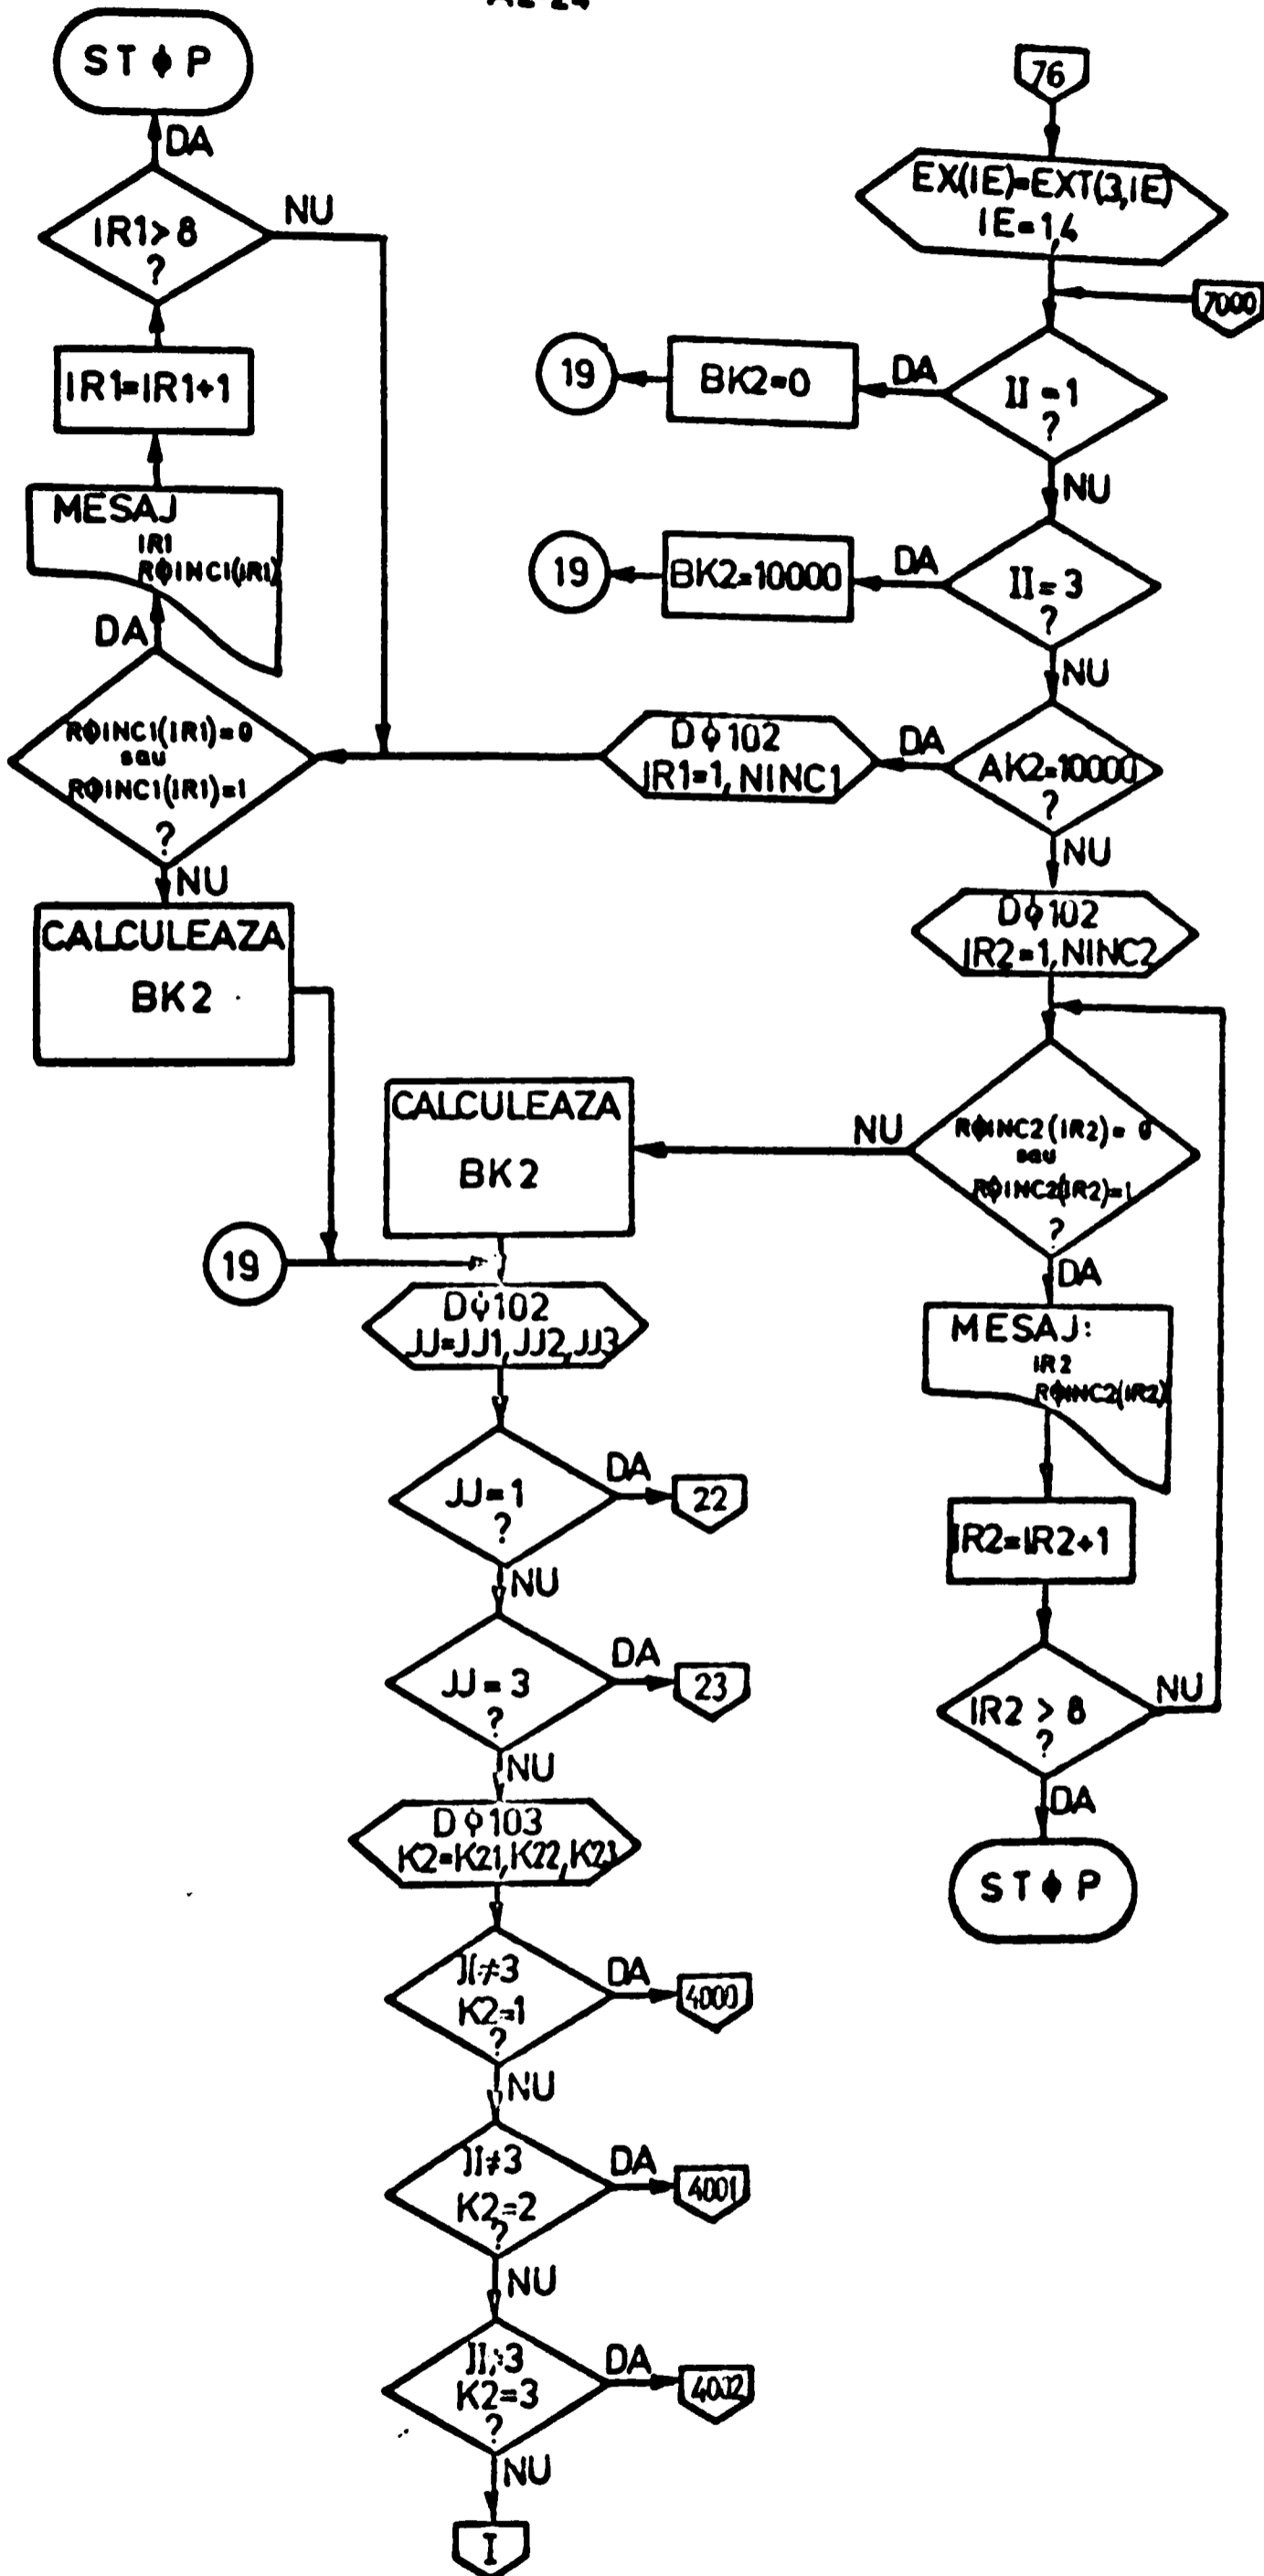 STΦP
DA
IR1>8
?
NU
IR1=IR1+1
MESAJ
IR1
RΦINC1(IR1)
DA
RΦINC1(IR1)=0
sau
RΦINC1(IR1)=1
?
NU
CALCULEAZA
BK2
76
EX(IE)=EXT(3,IE)
IE=1,4
7000
II=1
?
DA
BK2=0
19
NU
II=3
?
DA
BK2=10000
19
NU
AK2=10000
?
DA
DΦ102
IR1=1,NINC1
NU
DΦ102
IR2=1,NINC2
RΦINC2(IR2)=0
sau
RΦINC2(IR2)=1
?
NU
CALCULEAZA
BK2
DA
MESAJ:
IR2
RΦINC2(IR2)
IR2=IR2+1
IR2>8
?
NU
DA
STΦP
19
DΦ102
JJ=JJ1,JJ2,JJ3
JJ=1
?
DA
22
NU
JJ=3
?
DA
23
NU
DΦ103
K2=K21,K22,K23
K2=1
?
DA
4000
NU
K2=2
?
DA
4001
NU
K2=3
?
DA
4002
NU
I